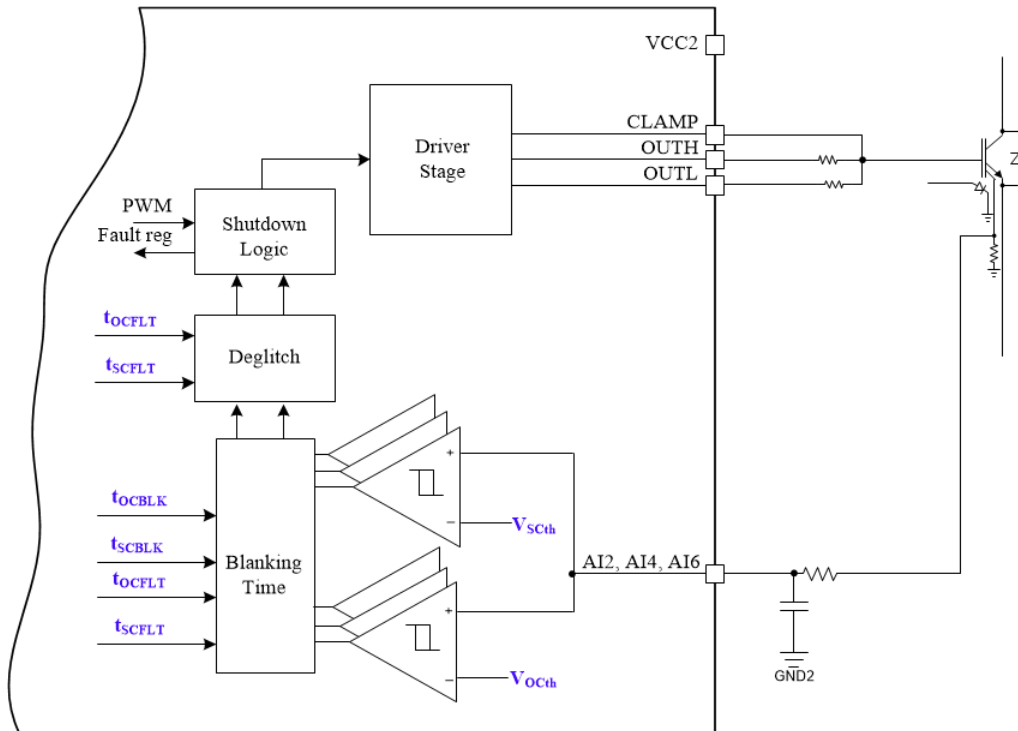 VCC2
CLAMP
OUTH
OUTL
Driver
Stage
PWM
Fault reg
Shutdown
Logic
tOCFLT
tSCFLT
Deglitch
tOCBLK
tSCBLK
tOCFLT
tSCFLT
Blanking
Time
+
−
VSCth
+
−
VOCth
AI2, AI4, AI6
GND2
Z